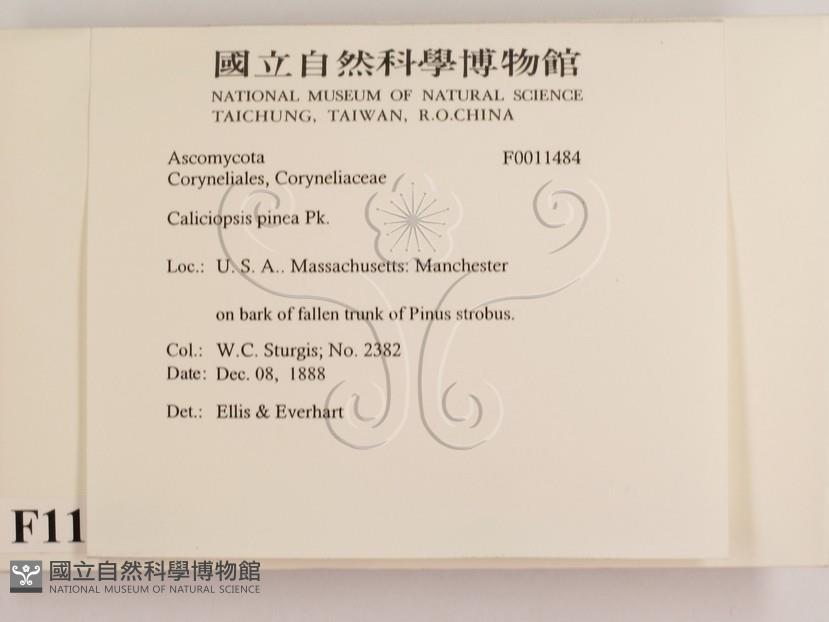 國立自然科學博物館
NATIONAL MUSEUM OF NATURAL SCIENCE
TAICHUNG, TAIWAN, R.O.CHINA
Ascomycota F0011484
Coryneliales, Coryneliaceae
Caliciopsis pinea Pk.
Loc.: U. S. A.. Massachusetts: Manchester
on bark of fallen trunk of Pinus strobus.
Col.: W.C. Sturgis; No. 2382
Date: Dec. 08, 1888
Det.: Ellis & Everhart
F11
國立自然科學博物館
NATIONAL MUSEUM OF NATURAL SCIENCE